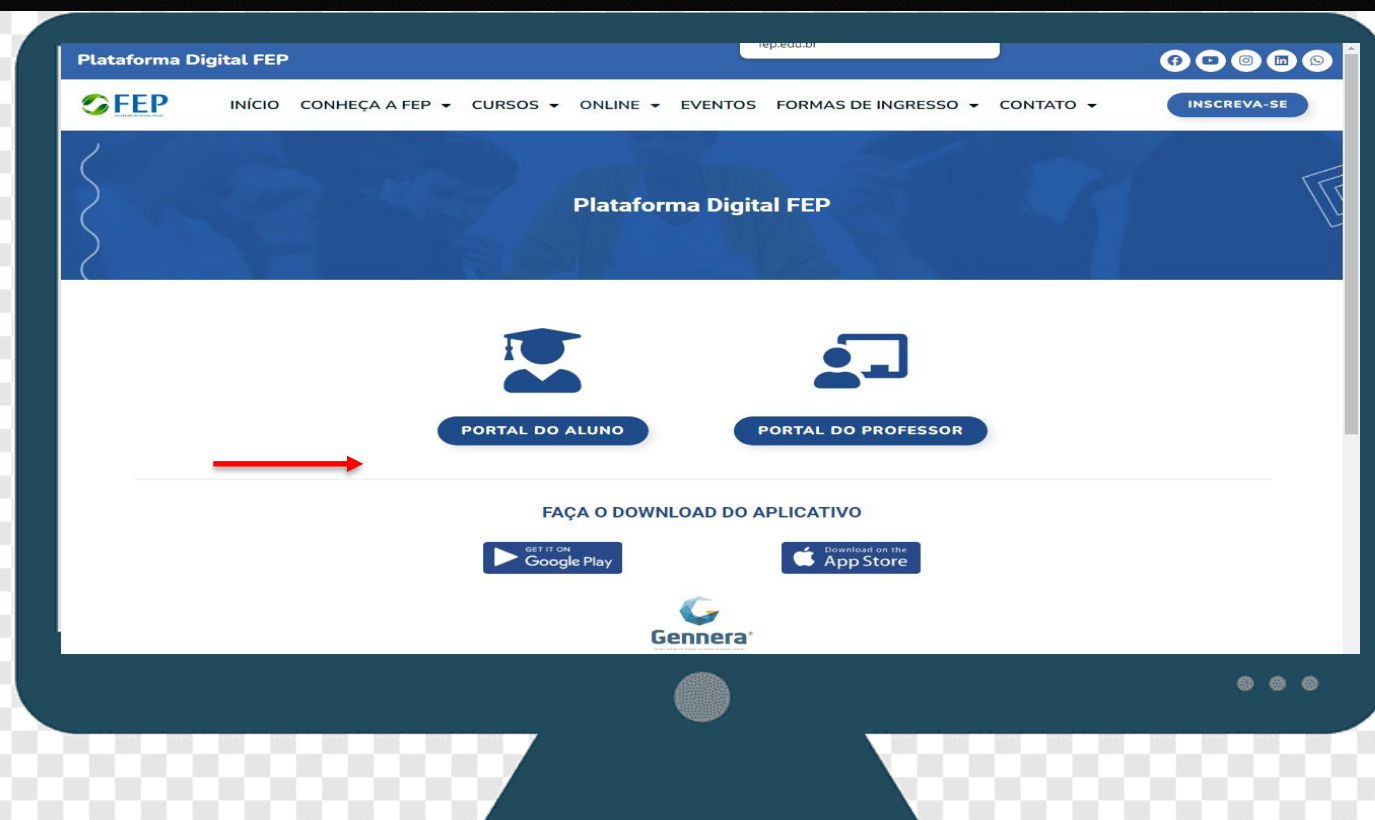 Plataforma Digital FEP
fep.edu.br
FEP
INÍCIO CONHEÇA A FEP CURSOS ONLINE EVENTOS FORMAS DE INGRESSO CONTATO
INSCREVA-SE
Plataforma Digital FEP
PORTAL DO ALUNO
PORTAL DO PROFESSOR
FAÇA O DOWNLOAD DO APLICATIVO
GET IT ON
Google Play
Download on the
App Store
Gennera